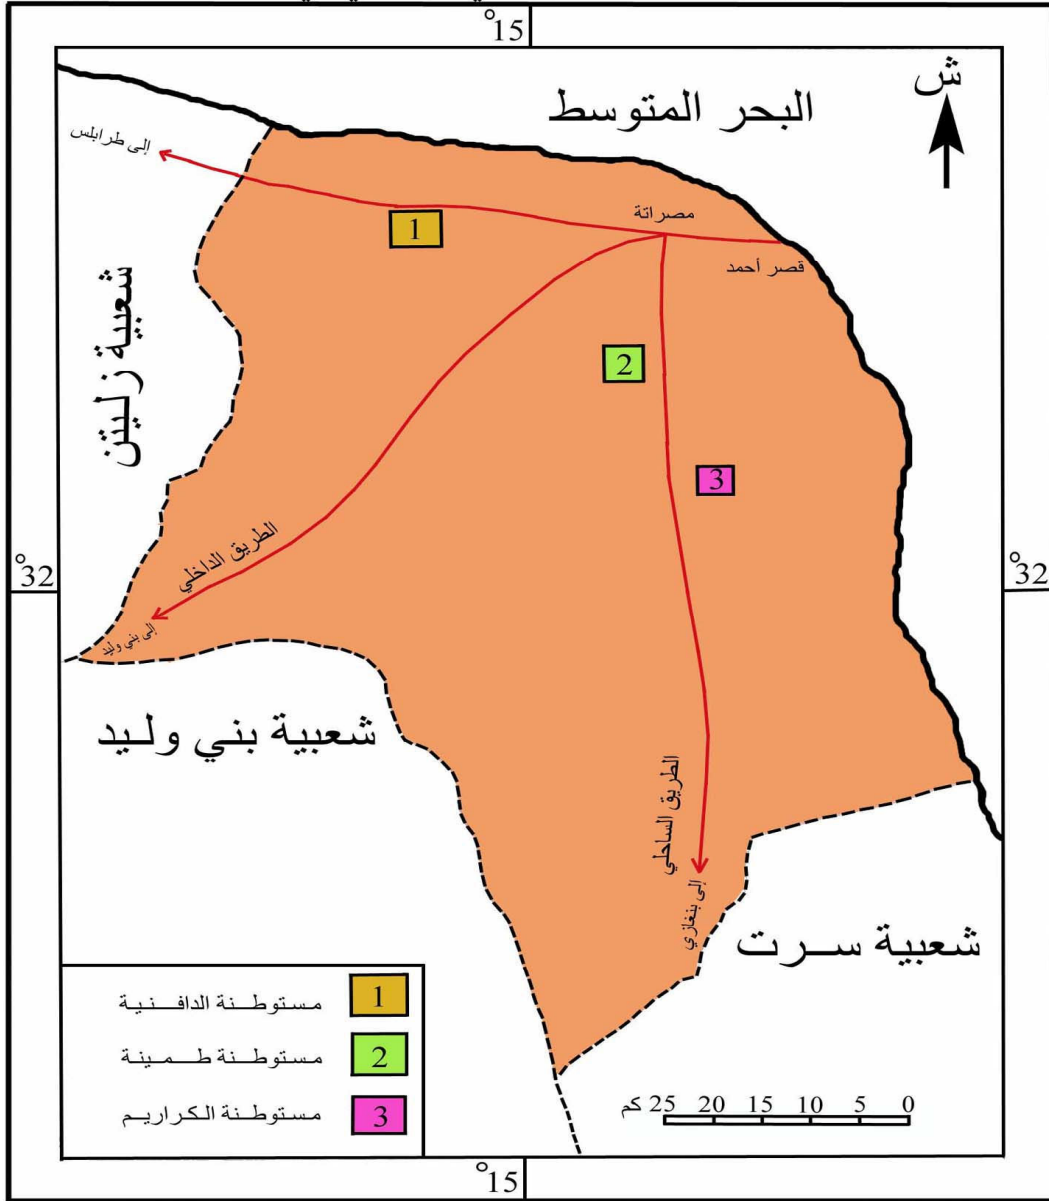 °15
ش
البحر المتوسط
إلى طرابلس
مصراتة
1
قصر أحمد
شعبية زليتن
2
3
الطريق الداخلي
°32
°32
إلى بني وليد
شعبية بني وليد
الطريق الساحلي
إلى بنغازي
شعبية سرت
1 مستوطنة الدافنية
2 مستوطنة طمينة
3 مستوطنة الكراريم
0 5 10 15 20 25 كم
°15